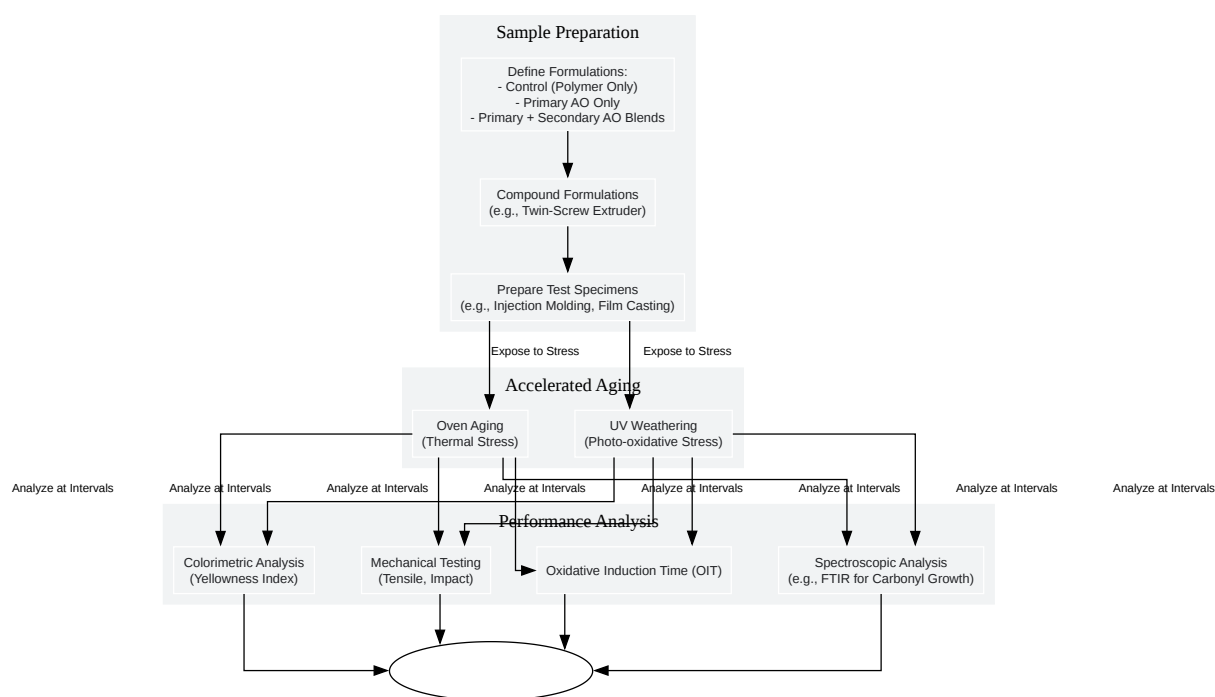 Sample Preparation
Define Formulations:
- Control (Polymer Only)
- Primary AO Only
- Primary + Secondary AO Blends
Compound Formulations
(e.g., Twin-Screw Extruder)
Prepare Test Specimens
(e.g., Injection Molding, Film Casting)
Expose to Stress
Expose to Stress
Accelerated Aging
Oven Aging
(Thermal Stress)
UV Weathering
(Photo-oxidative Stress)
Analyze at Intervals
Analyze at Intervals
Analyze at Intervals
Analyze at Intervals
Analyze at Intervals
Analyze at Intervals
Analyze at Intervals
Analyze at Intervals
Performance Analysis
Colorimetric Analysis
(Yellowness Index)
Mechanical Testing
(Tensile, Impact)
Oxidative Induction Time (OIT)
Spectroscopic Analysis
(e.g., FTIR for Carbonyl Growth)